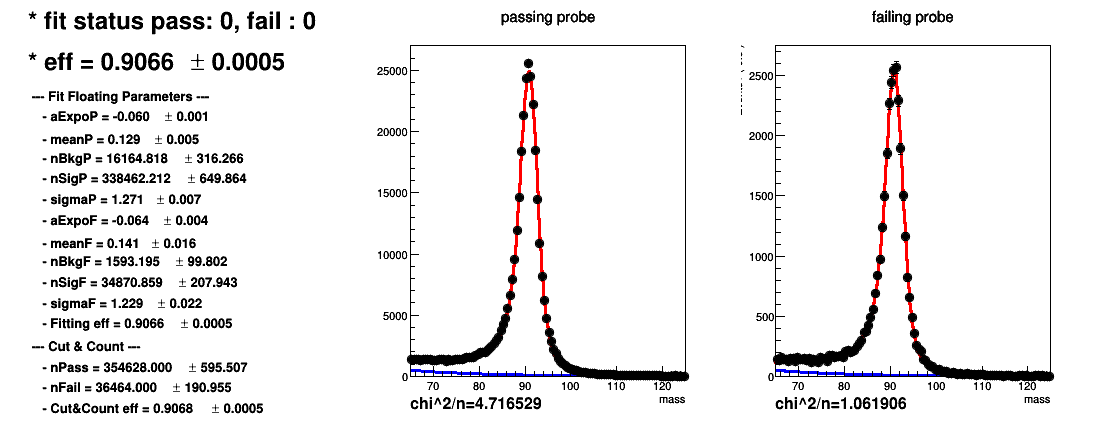 * fit status pass: 0, fail : 0
* eff = 0.9066 ± 0.0005
--- Fit Floating Parameters ---
- aExpoP = -0.060 ± 0.001
- meanP = 0.129 ± 0.005
- nBkgP = 16164.818 ± 316.266
- nSigP = 338462.212 ± 649.864
- sigmaP = 1.271 ± 0.007
- aExpoF = -0.064 ± 0.004
- meanF = 0.141 ± 0.016
- nBkgF = 1593.195 ± 99.802
- nSigF = 34870.859 ± 207.943
- sigmaF = 1.229 ± 0.022
- Fitting eff = 0.9066 ± 0.0005
--- Cut & Count ---
- nPass = 354628.000 ± 595.507
- nFail = 36464.000 ± 190.955
- Cut&Count eff = 0.9068 ± 0.0005
passing probe
25000
20000
15000
10000
5000
0
70 80 90 100 110 120
mass
chi^2/n=4.716529
failing probe
2500
2000
1500
1000
500
0
70 80 90 100 110 120
mass
chi^2/n=1.061906